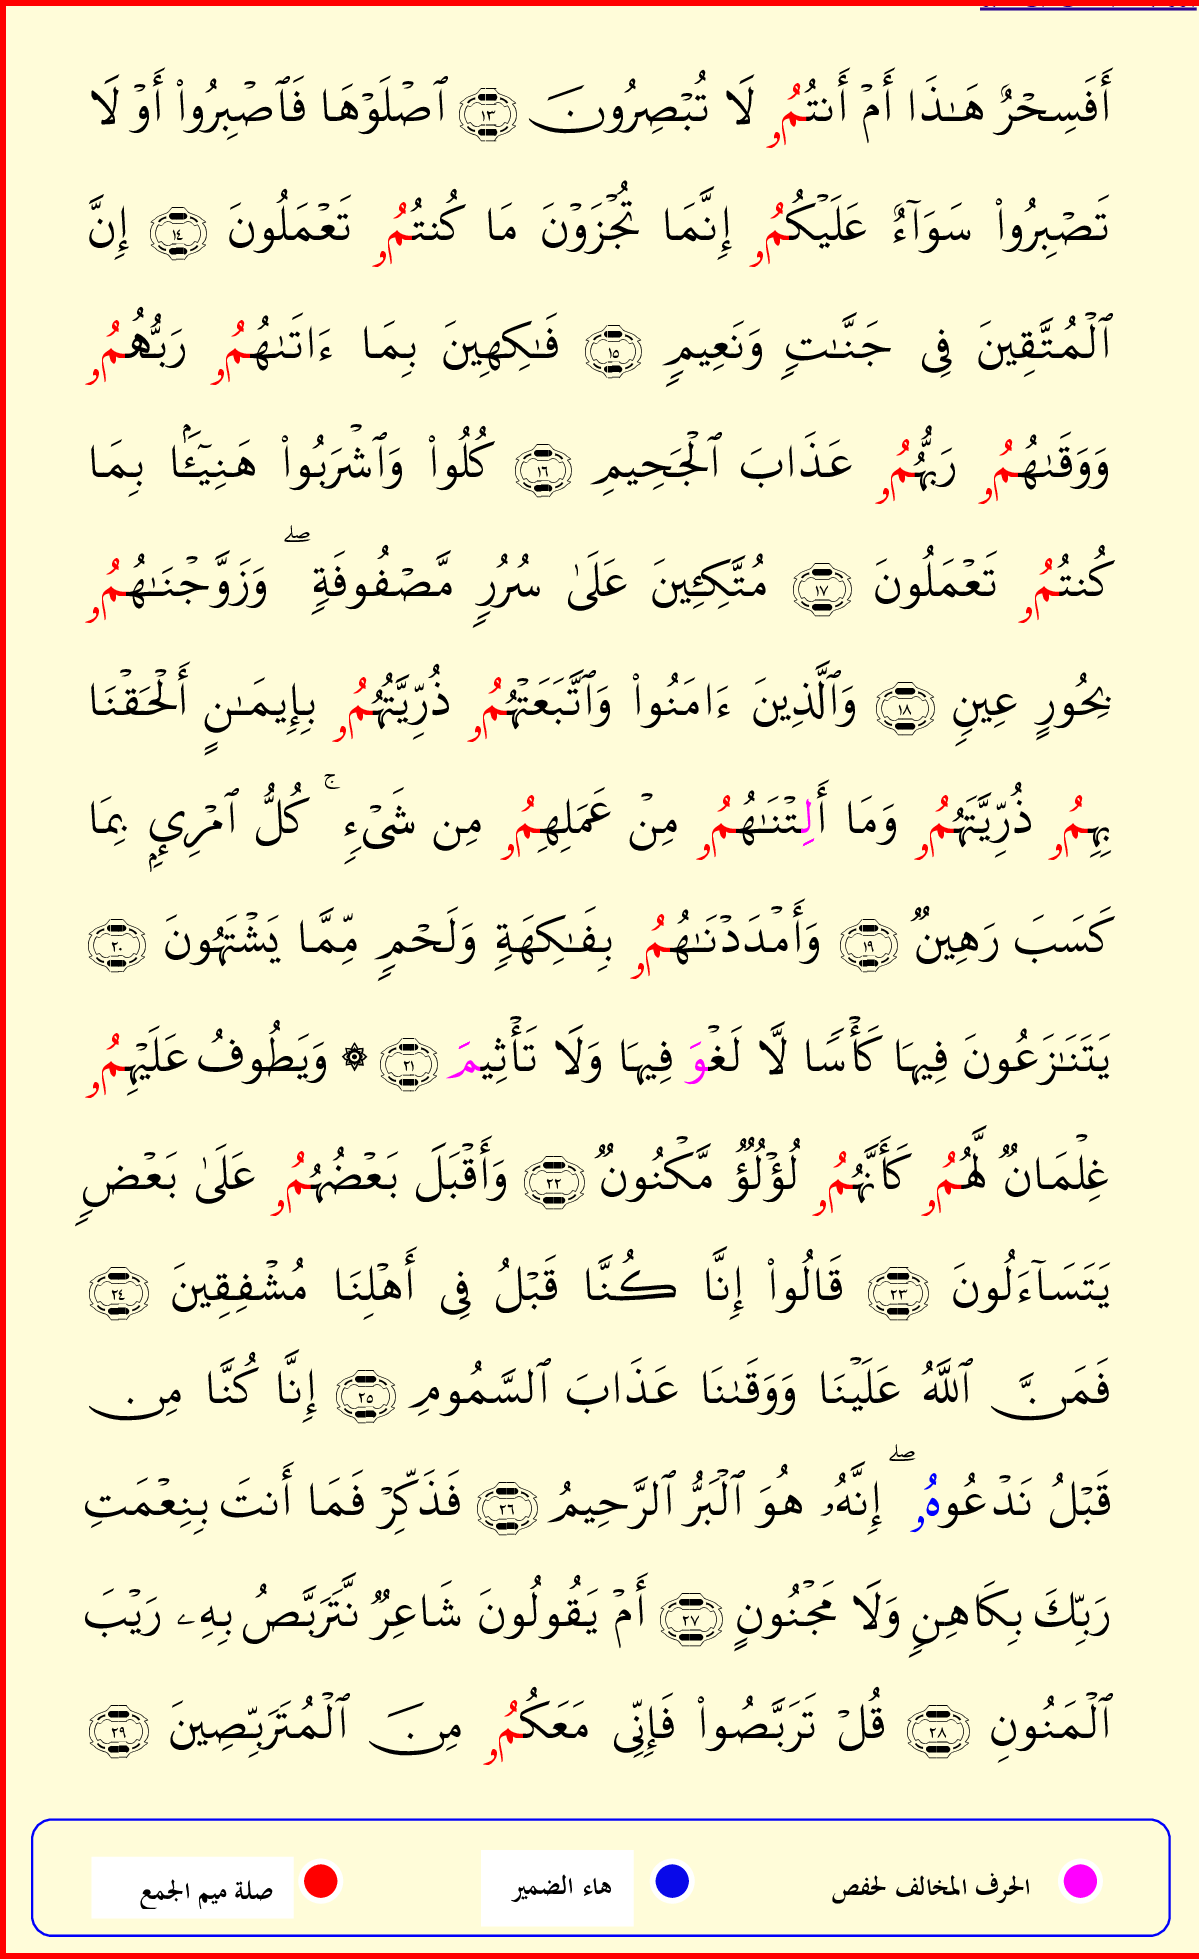 أَفَسِحْرٌ هَـٰذَا أَمْ أَنتُمُۥ لَا تُبْصِرُونَ ١٣ ٱصْلَوْهَا فَٱصْبِرُوا۟ أَوْ لَا
تَصْبِرُوا۟ سَوَآءٌ عَلَيْكُمُۥ إِنَّمَا تُجْزَوْنَ مَا كُنتُمُۥ تَعْمَلُونَ ١٤ إِنَّ
ٱلْمُتَّقِينَ فِى جَنَّـٰتٍ وَنَعِيمٍ ١٥ فَـٰكِهِينَ بِمَا ءَاتَىٰهُمُۥ رَبُّهُمُۥ
وَوَقَىٰهُمُۥ رَبُّهُمُۥ عَذَابَ ٱلْجَحِيمِ ١٦ كُلُوا۟ وَٱشْرَبُوا۟ هَنِيٓـًٔۢا بِمَا
كُنتُمُۥ تَعْمَلُونَ ١٧ مُتَّكِـِٔينَ عَلَىٰ سُرُرٍ مَّصْفُوفَةٍ ۖ وَزَوَّجْنَـٰهُمُۥ
بِحُورٍ عِينٍ ١٨ وَٱلَّذِينَ ءَامَنُوا۟ وَٱتَّبَعَتْهُمُۥ ذُرِّيَّتُهُمُۥ بِإِيمَـٰنٍ أَلْحَقْنَا
بِهِمُۥ ذُرِّيَّتَهُمُۥ وَمَا أَلِتْنَـٰهُمُۥ مِنْ عَمَلِهِمُۥ مِن شَىْءٍ ۚ كُلُّ ٱمْرِئٍۭ بِمَا
كَسَبَ رَهِينٌ ١٩ وَأَمْدَدْنَـٰهُمُۥ بِفَـٰكِهَةٍ وَلَحْمٍ مِّمَّا يَشْتَهُونَ ٢٠
يَتَنَـٰزَعُونَ فِيهَا كَأْسًا لَّا لَغْوَ فِيهَا وَلَا تَأْثِيمَ ٢١ ۞ وَيَطُوفُ عَلَيْهِمُۥ
غِلْمَانٌ لَّهُمُۥ كَأَنَّهُمُۥ لُؤْلُؤٌ مَّكْنُونٌ ٢٢ وَأَقْبَلَ بَعْضُهُمُۥ عَلَىٰ بَعْضٍ
يَتَسَآءَلُونَ ٢٣ قَالُوا۟ إِنَّا كُنَّا قَبْلُ فِى أَهْلِنَا مُشْفِقِينَ ٢٤
فَمَنَّ ٱللَّهُ عَلَيْنَا وَوَقَىٰنَا عَذَابَ ٱلسَّمُومِ ٢٥ إِنَّا كُنَّا مِن
قَبْلُ نَدْعُوهُۥ ۖ إِنَّهُۥ هُوَ ٱلْبَرُّ ٱلرَّحِيمُ ٢٦ فَذَكِّرْ فَمَا أَنتَ بِنِعْمَتِ
رَبِّكَ بِكَاهِنٍ وَلَا مَجْنُونٍ ٢٧ أَمْ يَقُولُونَ شَاعِرٌ نَّتَرَبَّصُ بِهِۦ رَيْبَ
ٱلْمَنُونِ ٢٨ قُلْ تَرَبَّصُوا۟ فَإِنِّى مَعَكُمُۥ مِنَ ٱلْمُتَرَبِّصِينَ ٢٩
الحرف المخالف لحفص هاء الضمير صلة ميم الجمع